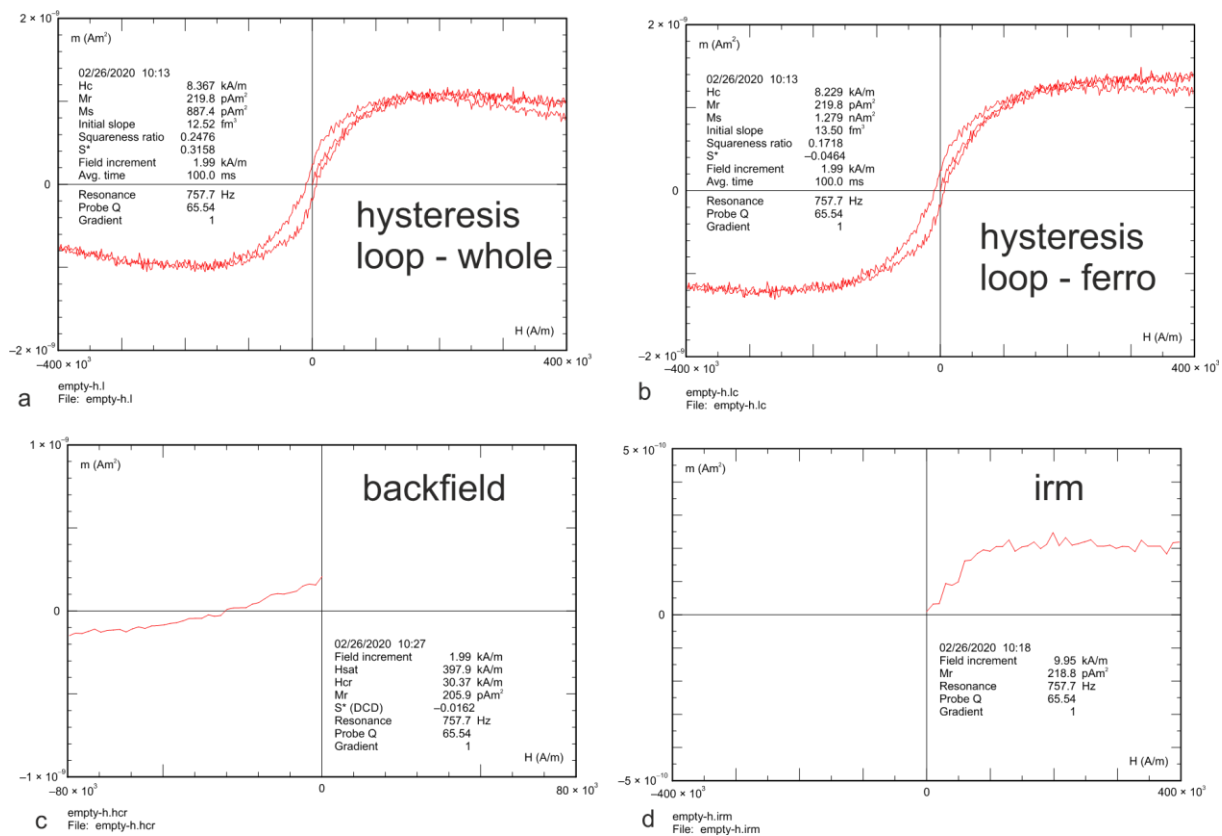 2 × 10⁻⁹
m (Am²)
02/26/2020 10:13
Hc 8.367 kA/m
Mr 219.8 pAm²
Ms 887.4 pAm²
Initial slope 12.52 fm³
Squareness ratio 0.2476
S* 0.3158
Field increment 1.99 kA/m
Avg. time 100.0 ms
0
Resonance 757.7 Hz
Probe Q 65.54
Gradient 1
hysteresis
loop - whole
H (A/m)
−2 × 10⁻⁹
−400 × 10³
0
400 × 10³
empty-h.l
File: empty-h.l
a
2 × 10⁻⁹
m (Am²)
02/26/2020 10:13
Hc 8.229 kA/m
Mr 219.8 pAm²
Ms 1.279 nAm²
Initial slope 13.50 fm³
Squareness ratio 0.1718
S* −0.0464
Field increment 1.99 kA/m
Avg. time 100.0 ms
0
Resonance 757.7 Hz
Probe Q 65.54
Gradient 1
hysteresis
loop - ferro
H (A/m)
−2 × 10⁻⁹
−400 × 10³
0
400 × 10³
empty-h.lc
File: empty-h.lc
b
1 × 10⁻⁹
m (Am²)
backfield
0
02/26/2020 10:27
Field increment 1.99 kA/m
Hsat 397.9 kA/m
Hcr 30.37 kA/m
Mr 205.9 pAm²
S* (DCD) −0.0162
Resonance 757.7 Hz
Probe Q 65.54
Gradient 1
H (A/m)
−1 × 10⁻⁹
−80 × 10³
0
80 × 10³
empty-h.hcr
File: empty-h.hcr
c
5 × 10⁻¹⁰
m (Am²)
irm
0
02/26/2020 10:18
Field increment 9.95 kA/m
Mr 218.8 pAm²
Resonance 757.7 Hz
Probe Q 65.54
Gradient 1
H (A/m)
−5 × 10⁻¹⁰
−400 × 10³
0
400 × 10³
empty-h.irm
File: empty-h.irm
d